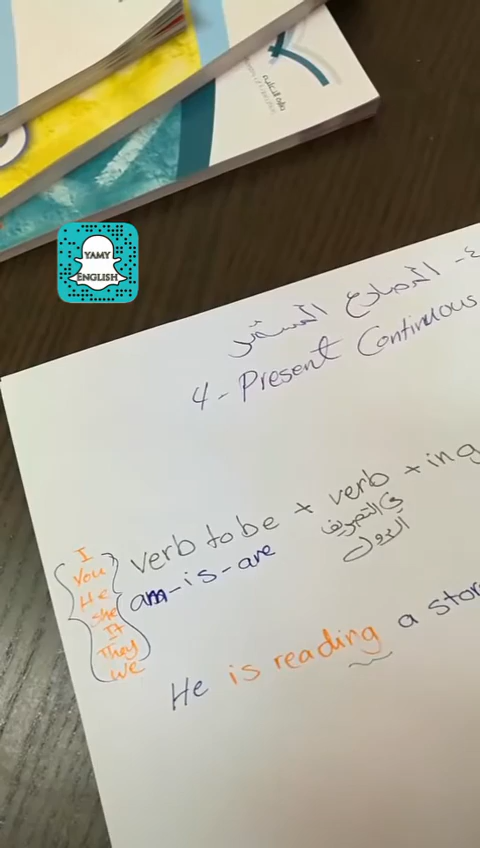 YAMY
ENGLISH
٤- المضارع المستمر
4- Present Continuous
I
You
He
She
It
They
We
verb to be + verb + ing
am-is-are
في التصريف
الاول
He is reading a stor